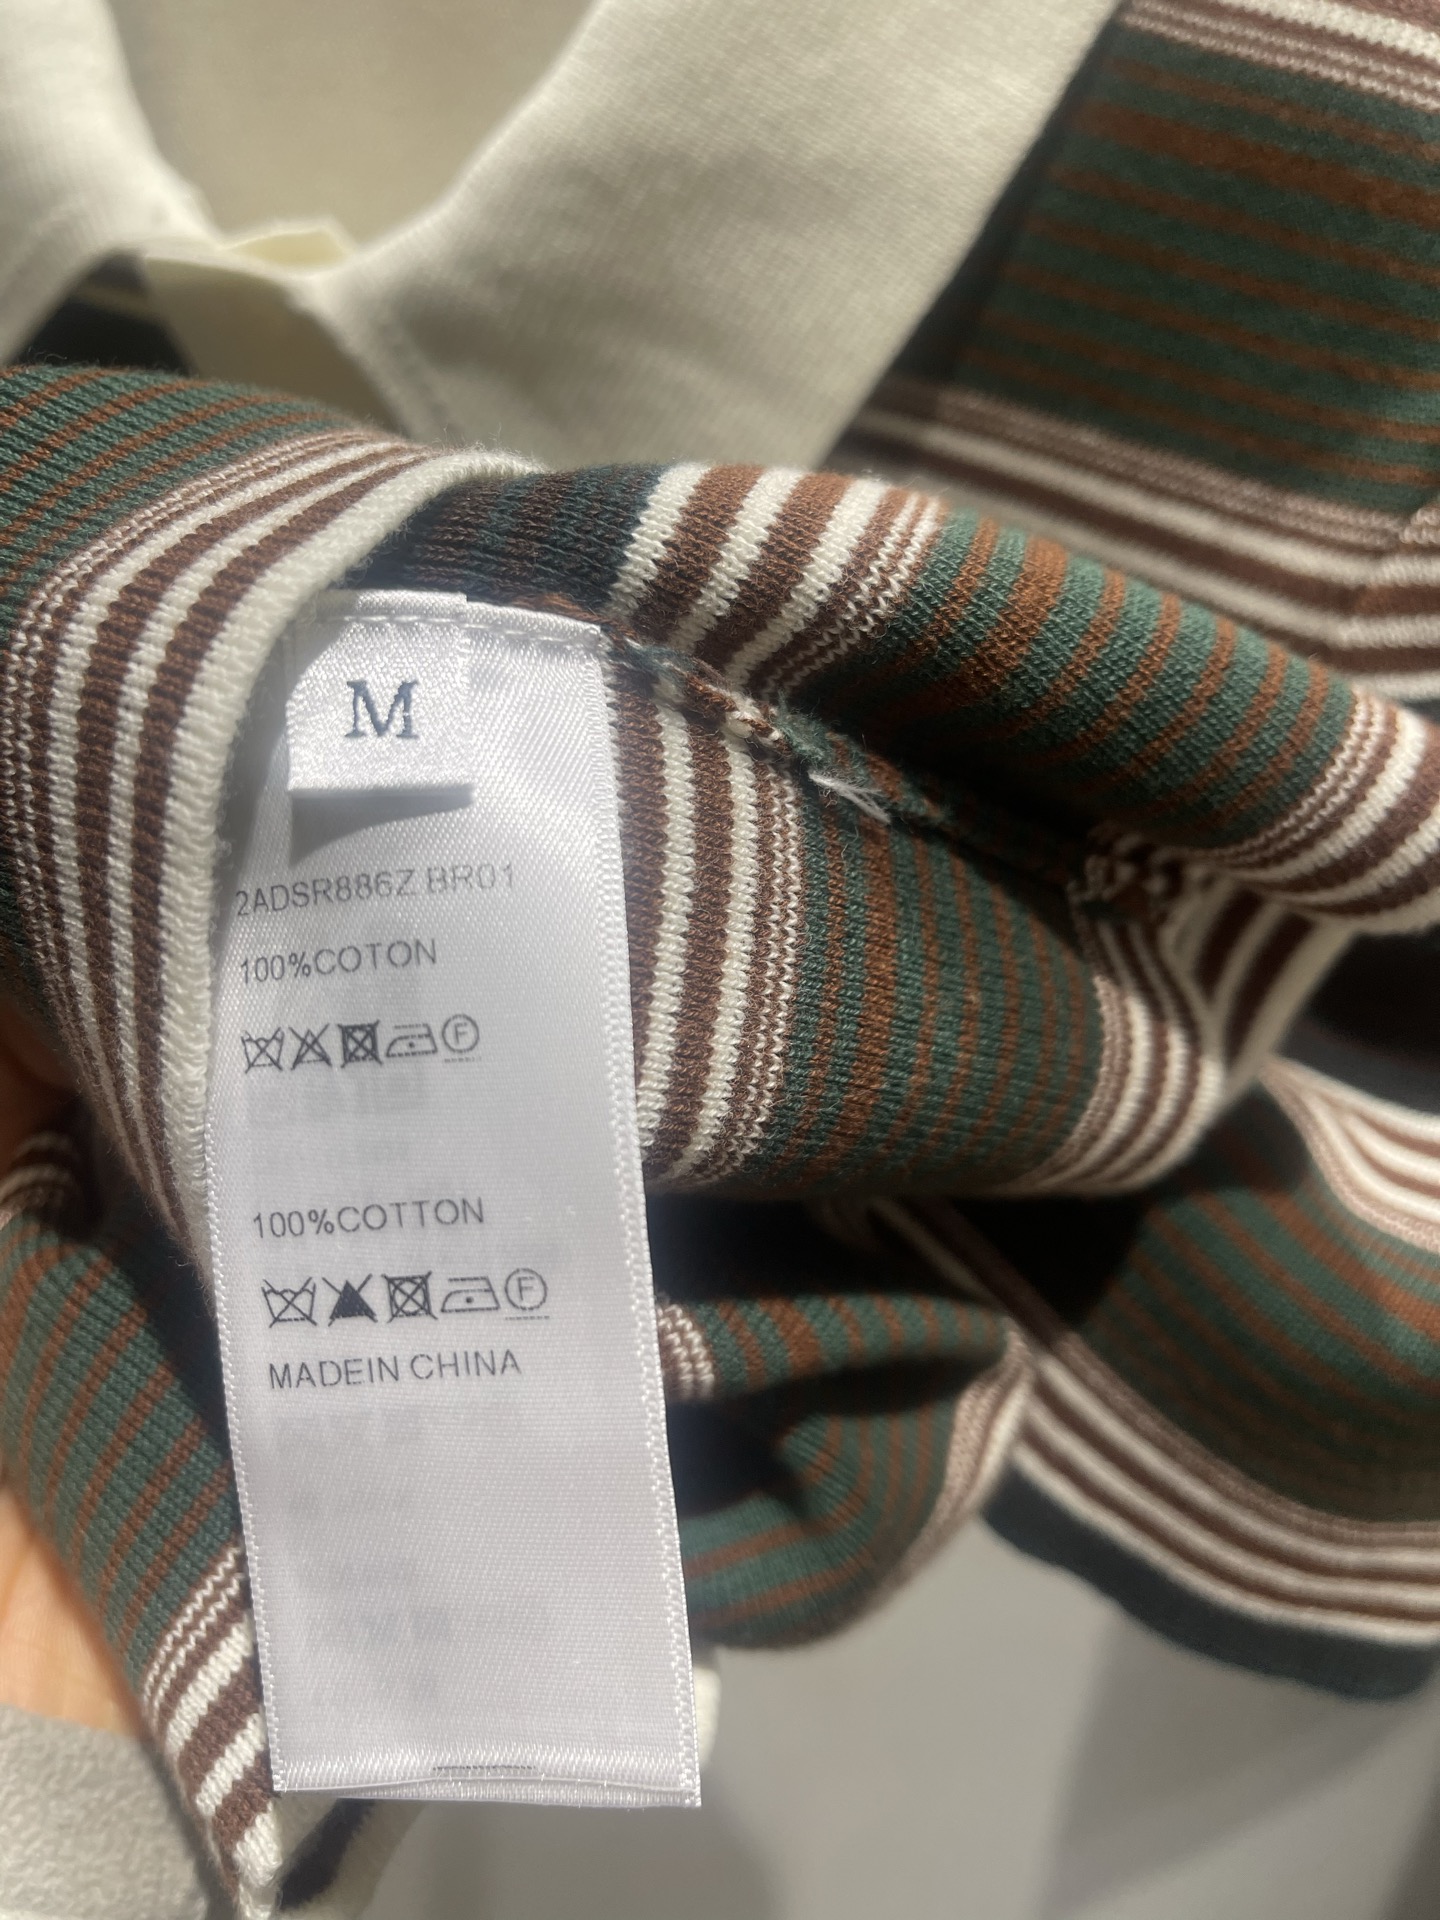 M
2ADSR886Z BR01
100%COTON
F
100%COTTON
F
MADEIN CHINA